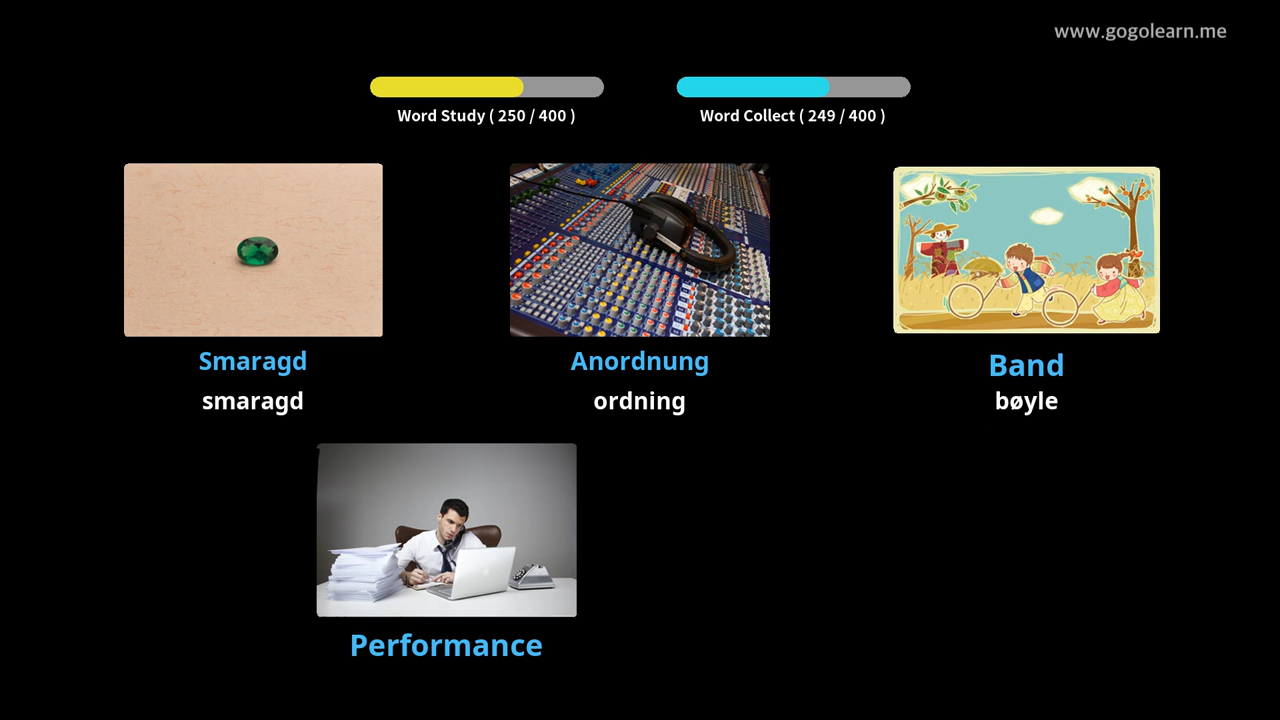 www.gogolearn.me
Word Study ( 250 / 400 )
Word Collect ( 249 / 400 )
Smaragd
smaragd
Anordnung
ordning
Band
bøyle
Performance